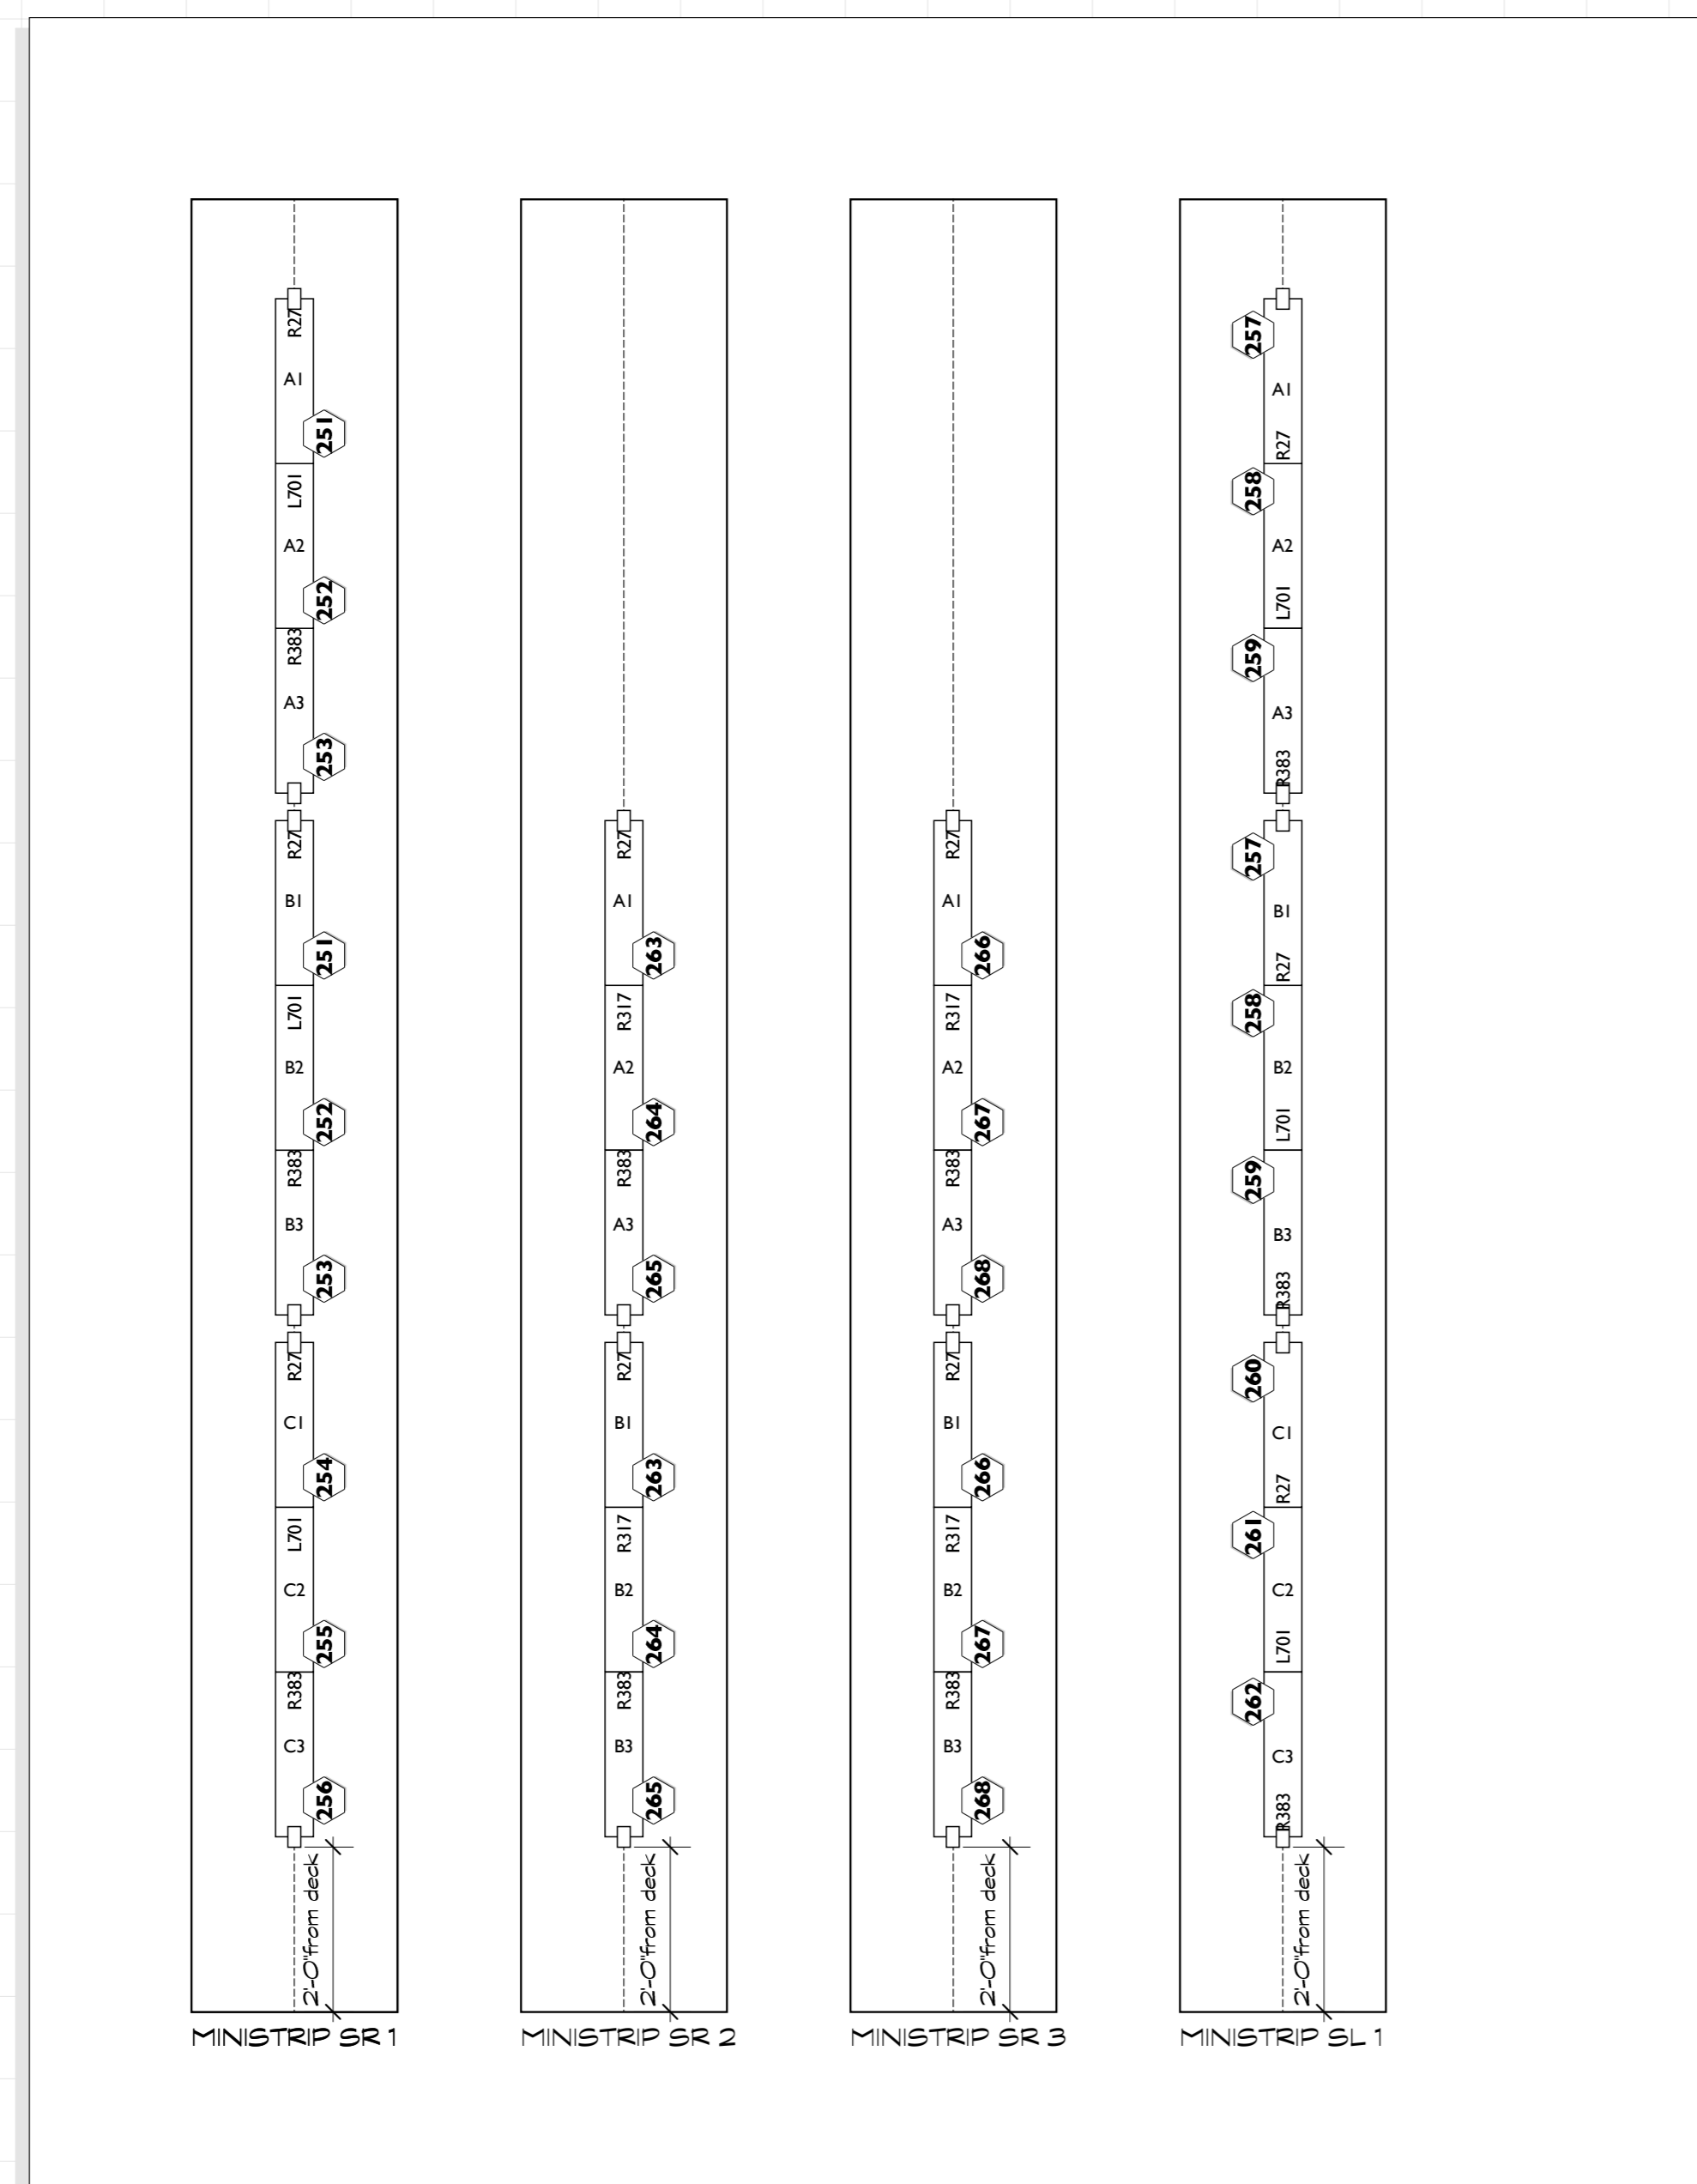 R27
A1
251
L701
A2
252
R383
A3
253
R27
B1
251
L701
B2
252
R383
B3
253
R27
C1
254
L701
C2
255
R383
C3
256
2'-0"from deck
MINISTRIP SR 1
R27
A1
263
R317
A2
264
R383
A3
265
R27
B1
263
R317
B2
264
R383
B3
265
2'-0"from deck
MINISTRIP SR 2
R27
A1
266
R317
A2
267
R383
A3
268
R27
B1
266
R317
B2
267
R383
B3
268
2'-0"from deck
MINISTRIP SR 3
257
A1
R27
258
A2
L701
259
A3
R383
257
B1
R27
258
B2
L701
259
B3
R383
260
C1
R27
261
C2
L701
262
C3
R383
2'-0"from deck
MINISTRIP SL 1